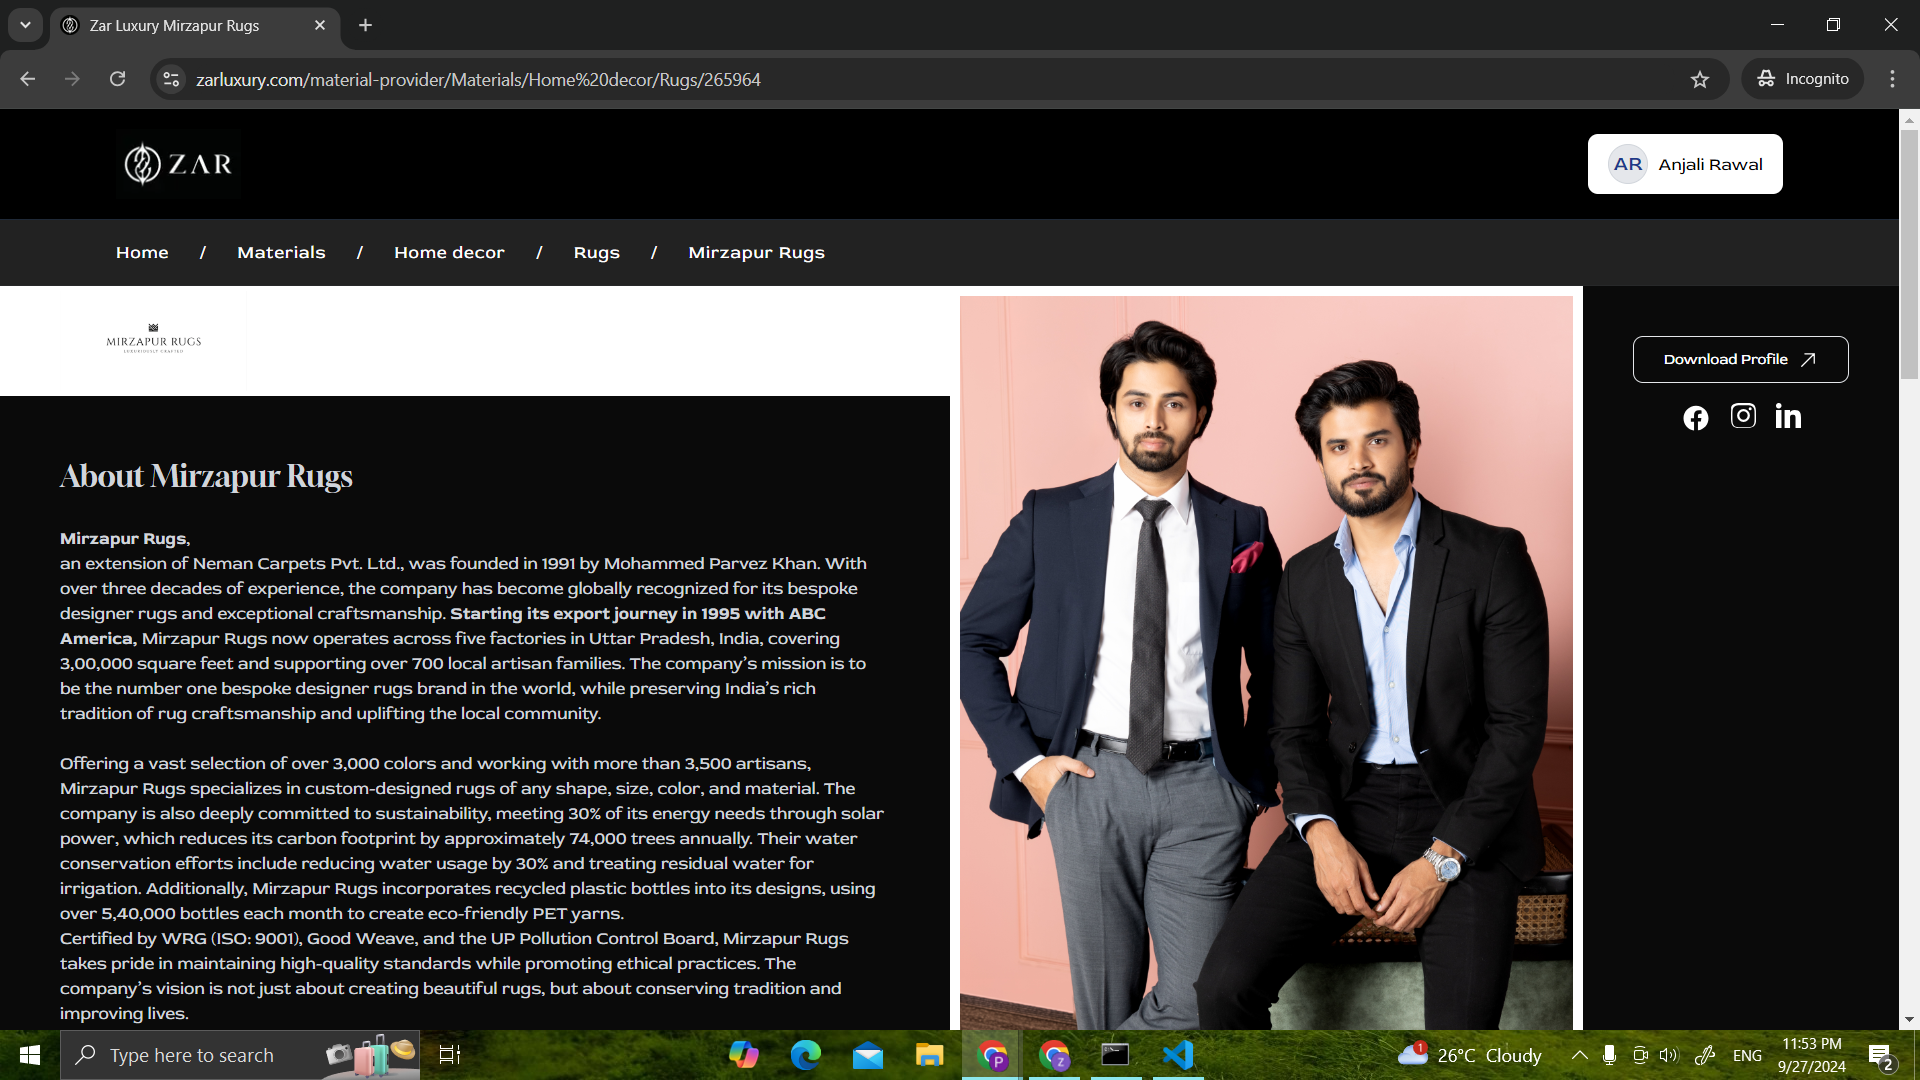 Zar Luxury Mirzapur Rugs
zarluxury.com/material-provider/Materials/Home%20decor/Rugs/265964
Incognito
ZAR
AR Anjali Rawal
Home / Materials / Home decor / Rugs / Mirzapur Rugs
MIRZAPUR RUGS
LUXURIOUSLY CRAFTED
Download Profile
About Mirzapur Rugs
Mirzapur Rugs,
an extension of Neman Carpets Pvt. Ltd., was founded in 1991 by Mohammed Parvez Khan. With
over three decades of experience, the company has become globally recognized for its bespoke
designer rugs and exceptional craftsmanship. Starting its export journey in 1995 with ABC
America, Mirzapur Rugs now operates across five factories in Uttar Pradesh, India, covering
3,00,000 square feet and supporting over 700 local artisan families. The company's mission is to
be the number one bespoke designer rugs brand in the world, while preserving India's rich
tradition of rug craftsmanship and uplifting the local community.
Offering a vast selection of over 3,000 colors and working with more than 3,500 artisans,
Mirzapur Rugs specializes in custom-designed rugs of any shape, size, color, and material. The
company is also deeply committed to sustainability, meeting 30% of its energy needs through solar
power, which reduces its carbon footprint by approximately 74,000 trees annually. Their water
conservation efforts include reducing water usage by 30% and treating residual water for
irrigation. Additionally, Mirzapur Rugs incorporates recycled plastic bottles into its designs, using
over 5,40,000 bottles each month to create eco-friendly PET yarns.
Certified by WRG (ISO: 9001), Good Weave, and the UP Pollution Control Board, Mirzapur Rugs
takes pride in maintaining high-quality standards while promoting ethical practices. The
company's vision is not just about creating beautiful rugs, but about conserving tradition and
improving lives.
Type here to search
P
z
1
26°C Cloudy
ENG
11:53 PM
9/27/2024
2